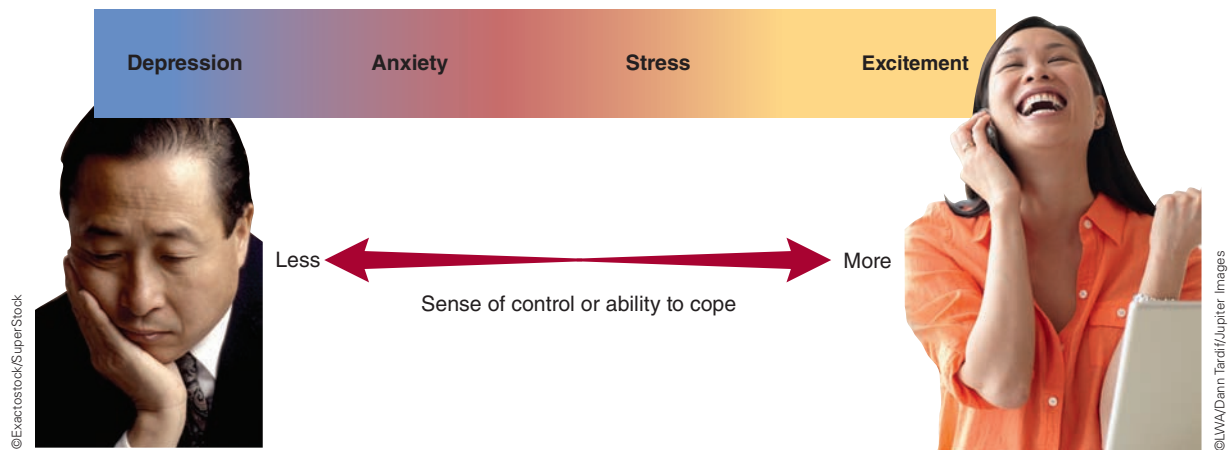 Depression Anxiety Stress Excitement
Less More
Sense of control or ability to cope
©Exactostock/SuperStock
©LWA/Dann Tardif/Jupiter Images